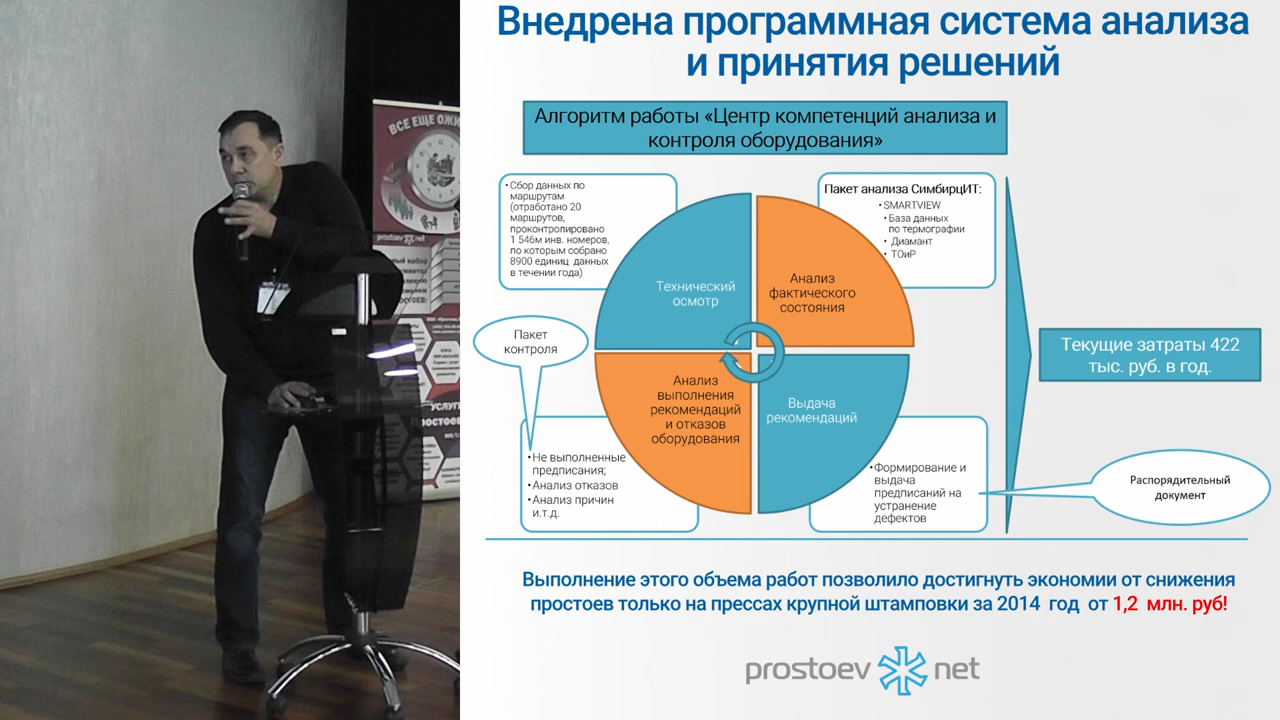 Внедрена программная система анализа
и принятия решений
Алгоритм работы «Центр компетенций анализа и
контроля оборудования»
• Сбор данных по
маршрутам
(отработано 20
маршрутов,
проконтролировано
1 546м инв. номеров,
по которым собрано
8900 единиц данных
в течении года)
Пакет анализа СимбирцИТ:
• SMARTVIEW
• База данных
по термографии
• Диамант
• ТОиР
Технический
осмотр
Анализ
фактического
состояния
Пакет
контроля
Текущие затраты 422
тыс. руб. в год.
Анализ
выполнения
рекомендаций
и отказов
оборудования
Выдача
рекомендаций
• Не выполненные
предписания;
• Анализ отказов
• Анализ причин
и.т.д.
• Формирование и
выдача
предписаний на
устранение
дефектов
Распорядительный
документ
Выполнение этого объема работ позволило достигнуть экономии от снижения
простоев только на прессах крупной штамповки за 2014 год от 1,2 млн. руб!
prostoev net
ВСЕ ЕЩЕ
prostoev net